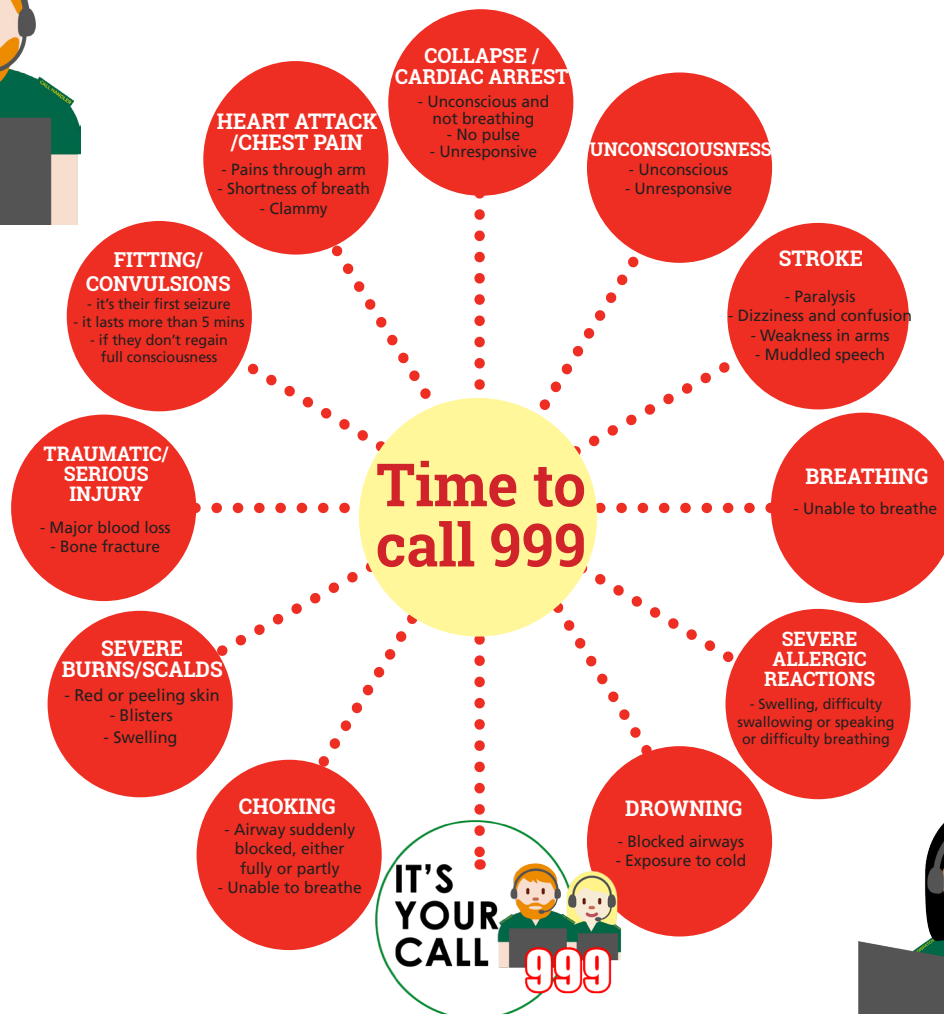 COLLAPSE /
CARDIAC ARREST
- Unconscious and
not breathing
- No pulse
- Unresponsive
UNCONSCIOUSNESS
- Unconscious
- Unresponsive
STROKE
- Paralysis
- Dizziness and confusion
- Weakness in arms
- Muddled speech
BREATHING
- Unable to breathe
SEVERE
ALLERGIC
REACTIONS
- Swelling, difficulty
swallowing or speaking
or difficulty breathing
DROWNING
- Blocked airways
- Exposure to cold
IT'S
YOUR
CALL
999
CHOKING
- Airway suddenly
blocked, either
fully or partly
- Unable to breathe
SEVERE
BURNS/SCALDS
- Red or peeling skin
- Blisters
- Swelling
TRAUMATIC/
SERIOUS
INJURY
- Major blood loss
- Bone fracture
FITTING/
CONVULSIONS
- it's their first seizure
- it lasts more than 5 mins
- if they don't regain
full consciousness
HEART ATTACK
/CHEST PAIN
- Pains through arm
- Shortness of breath
- Clammy
Time to
call 999
CALL HANDLER